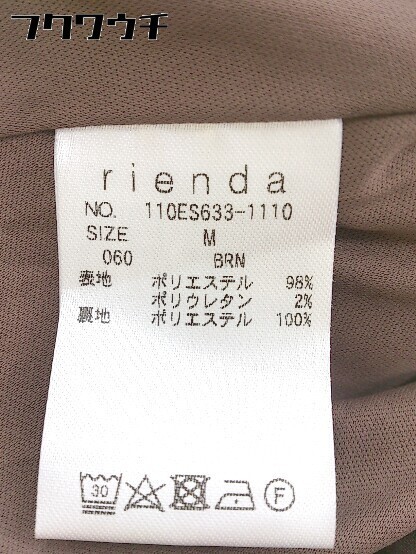 フクワウチ
rienda
NO. 110ES633-1110
SIZE M
060 BRN
表地 ポリエステル 98%
ポリウレタン 2%
裏地 ポリエステル 100%
30 F